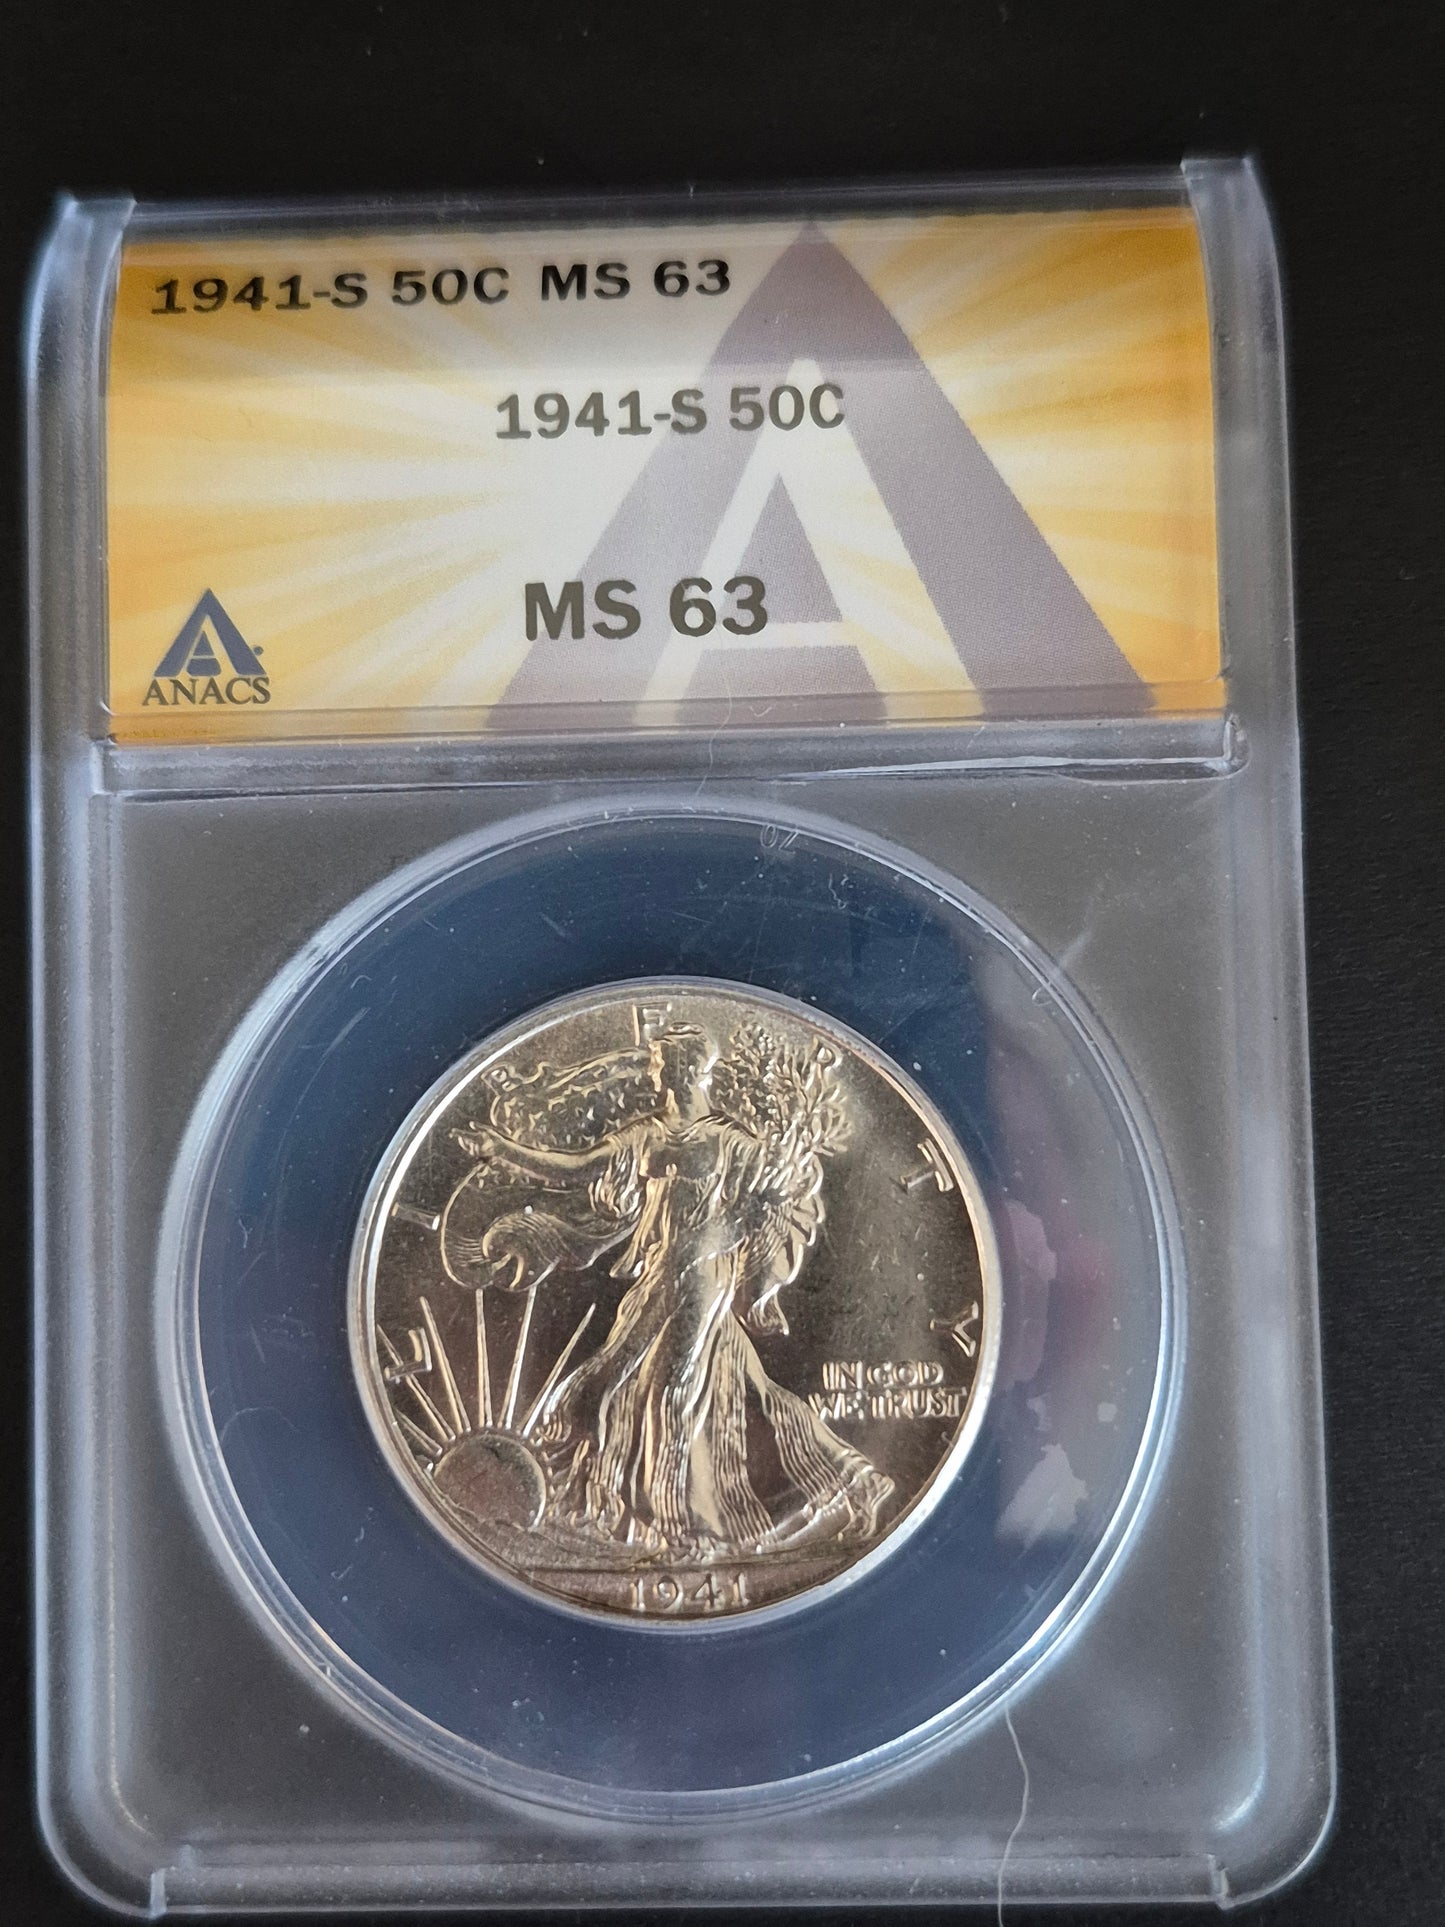 1941-S 50C MS 63
1941-S 50C
MS 63
ANACS
LIBERTY
IN GOD
WE TRUST
1941